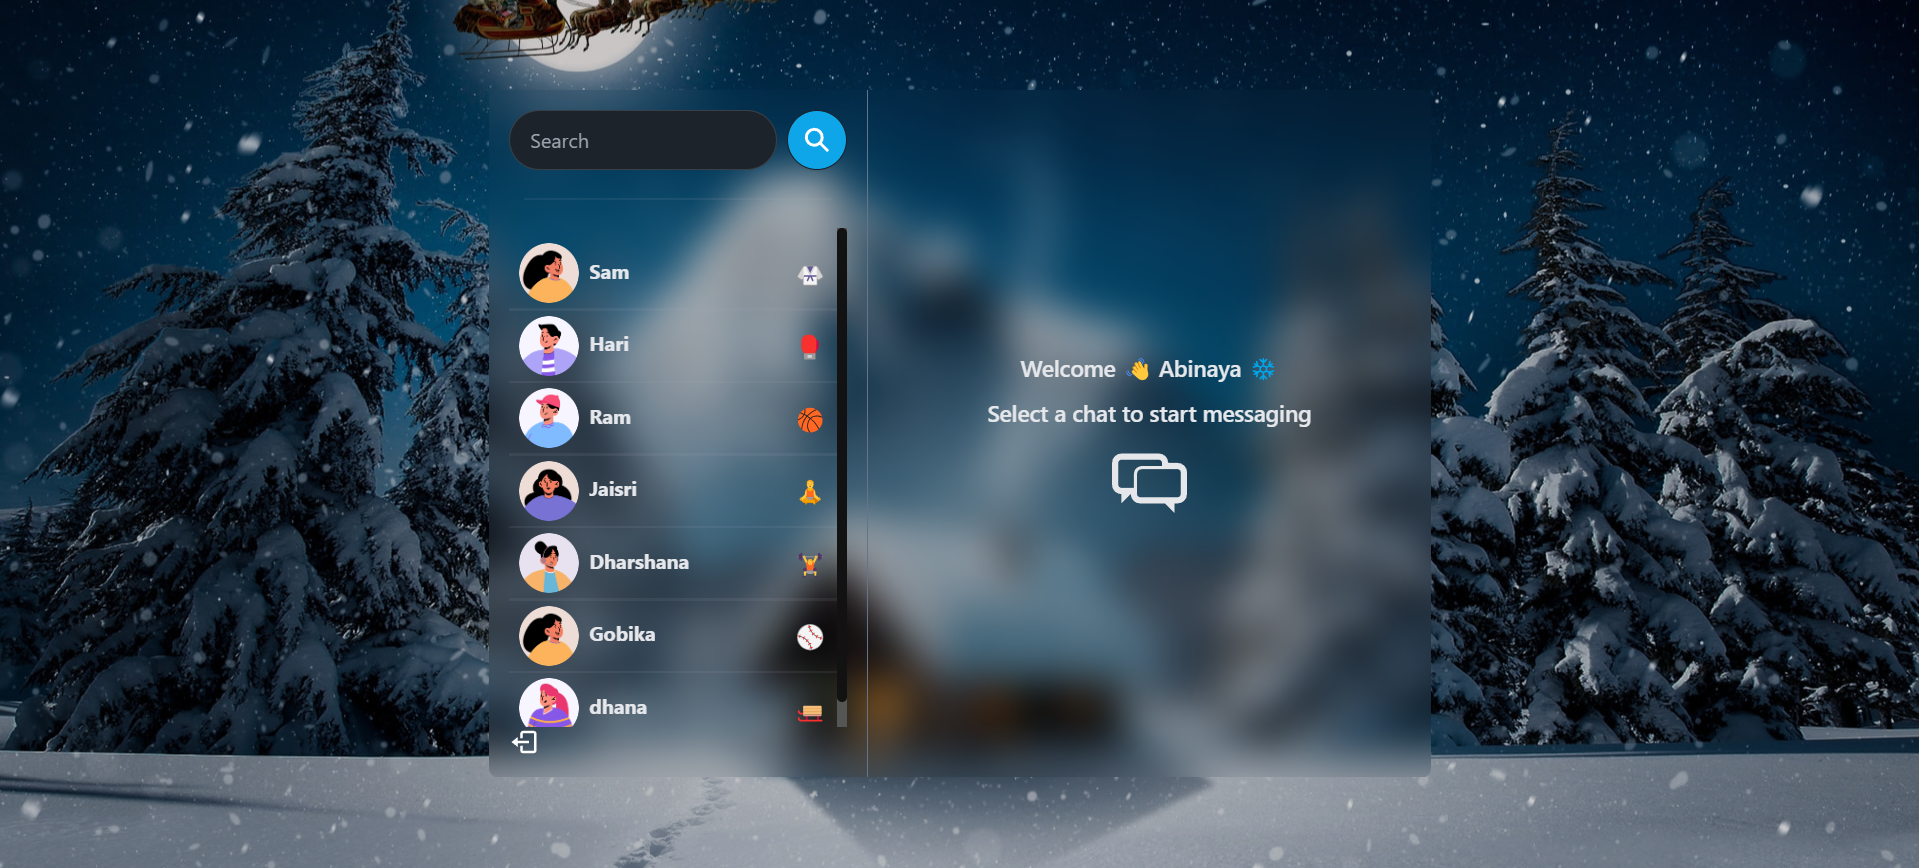 Search
Sam
Hari
Ram
Jaisri
Dharshana
Gobika
dhana
Welcome 👋 Abinaya ❄
Select a chat to start messaging